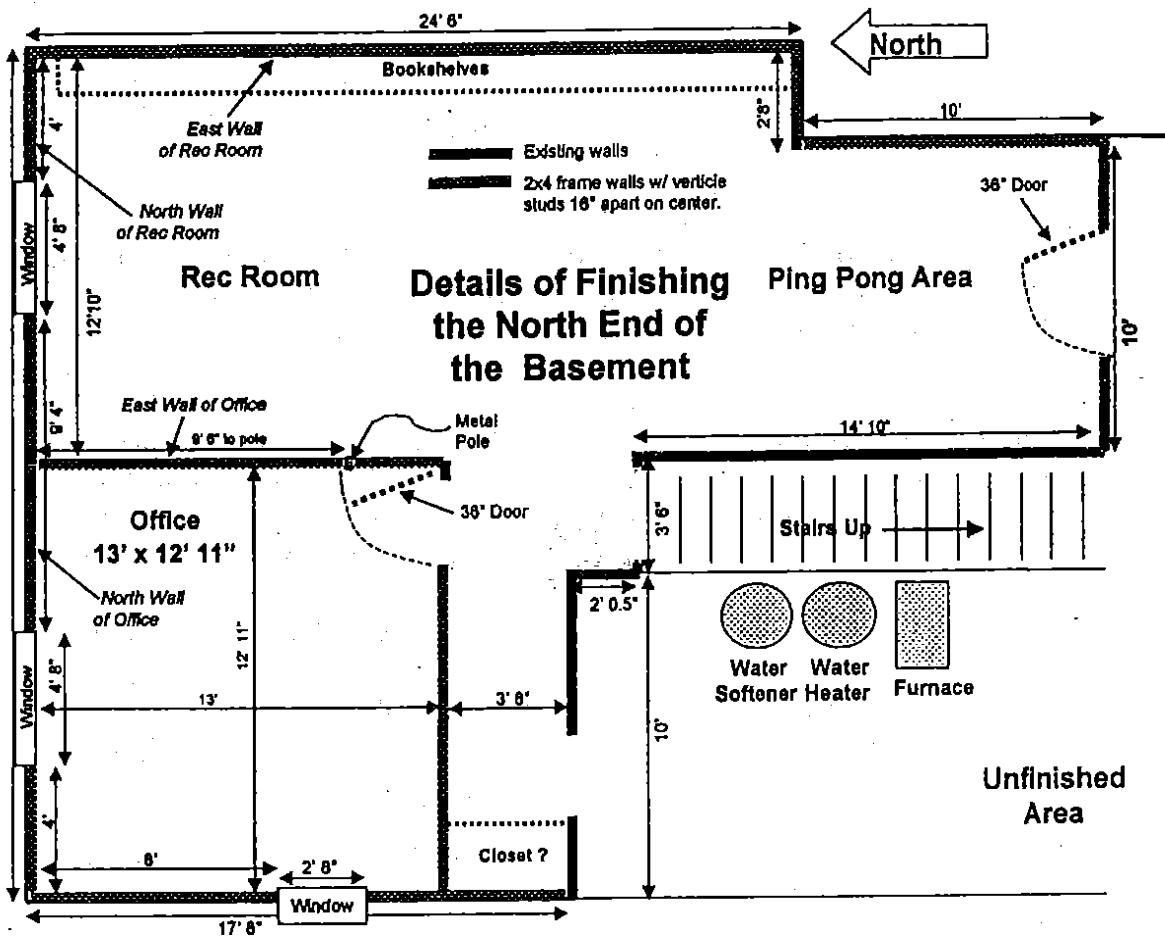 24' 6"
North
Bookshelves
4'
2'8"
10'
East Wall
of Rec Room
Existing walls
2x4 frame walls w/ verticle
studs 16" apart on center.
36" Door
North Wall
of Rec Room
Window
4' 8"
12'10"
Rec Room
Details of Finishing
the North End of
the Basement
Ping Pong Area
10'
9' 4"
East Wall of Office
9' 6" to pole
Metal
Pole
14' 10"
Office
13' x 12' 11"
36" Door
3' 6"
Stairs Up
North Wall
of Office
12' 11"
2' 0.5"
Water
Softener
Water
Heater
Furnace
Window
4' 8"
13'
3' 6"
10'
Unfinished
Area
4'
8'
2' 8"
Closet ?
Window
17' 8"